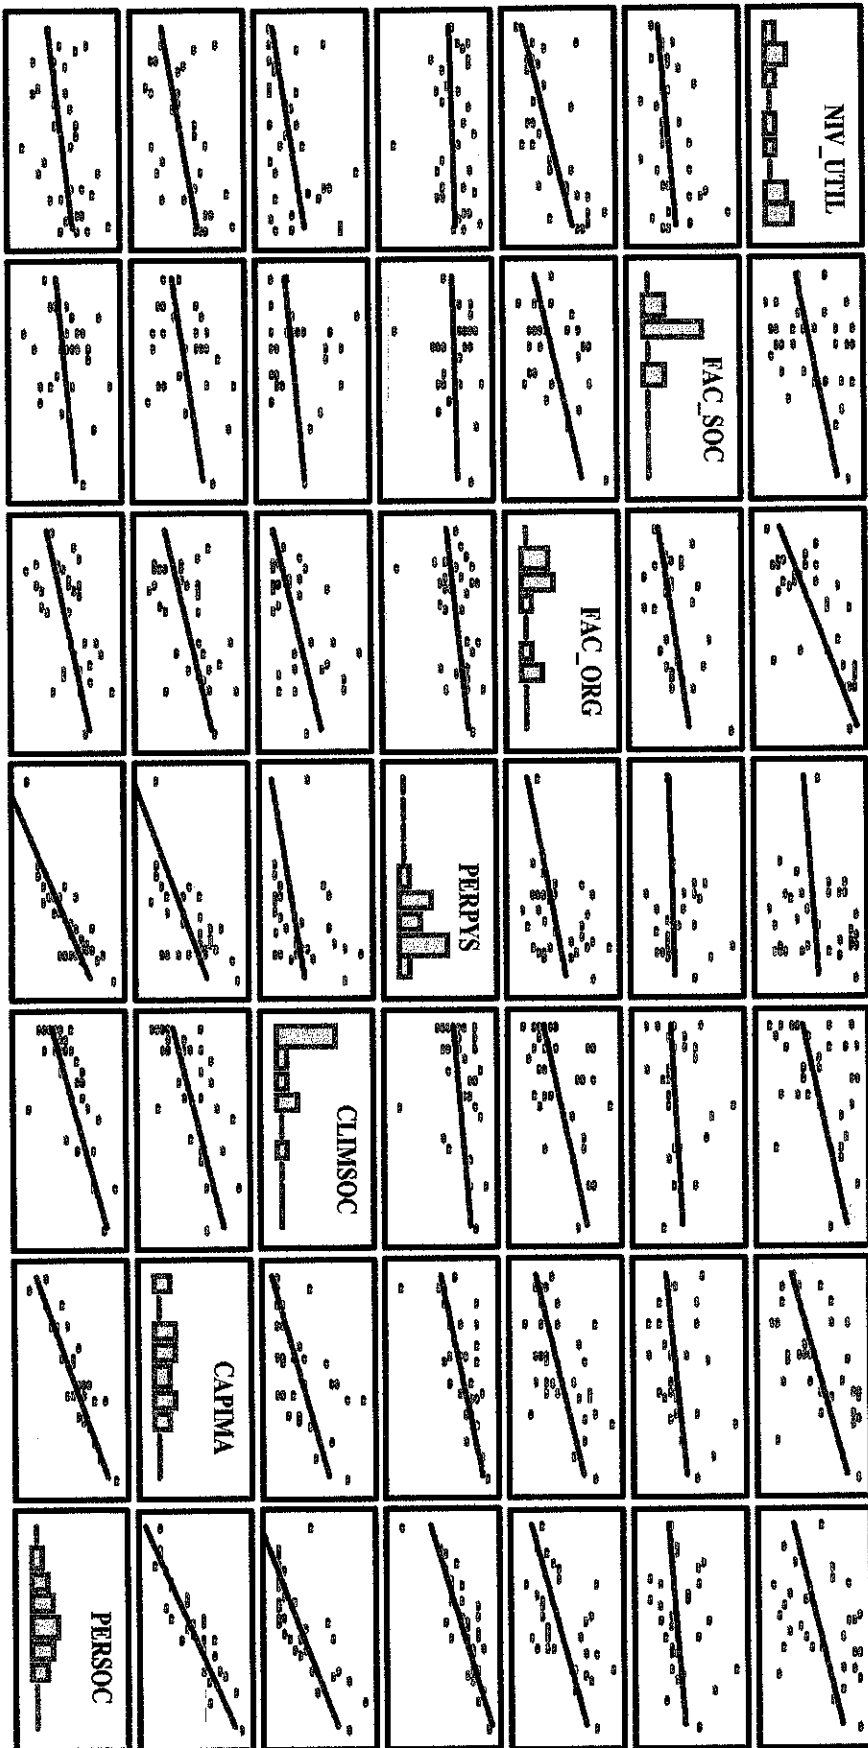 NIV_UTIL
FAC_SOC
FAC_ORG
PERPYS
CLIMSOC
CAPIMA
PERSOC